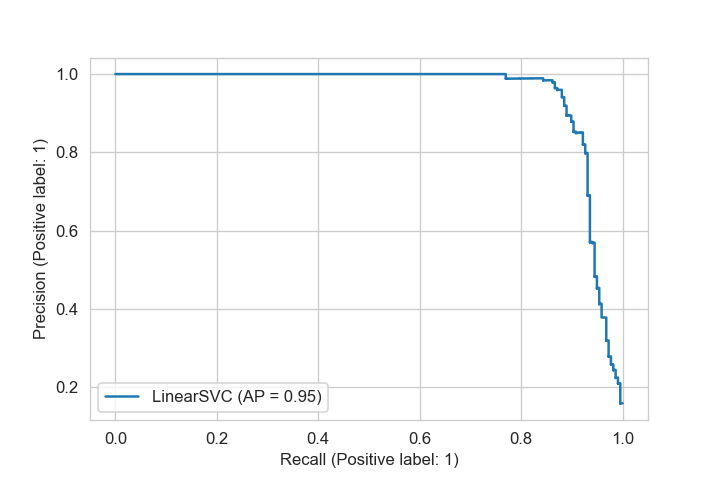 1.0
0.8
0.6
0.4
0.2
Precision (Positive label: 1)
LinearSVC (AP = 0.95)
0.0 0.2 0.4 0.6 0.8 1.0
Recall (Positive label: 1)